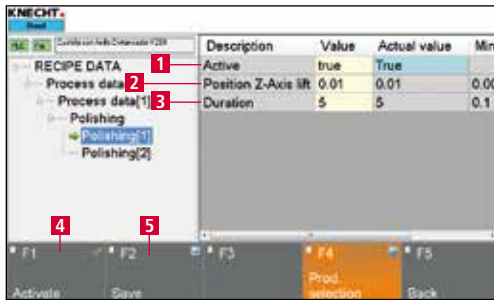 KNECHT
Description Value Actual value Min
RECIPE DATA
1 Active true True
Process data
2 Position Z-Axis lift 0.01 0.01 0.00
Process data[1]
3 Duration 5 5 0.1
Polishing
Polishing[1]
Polishing[2]
4 5
F1 F2 F3 F4 F5
Activate Save Prod. selection Back